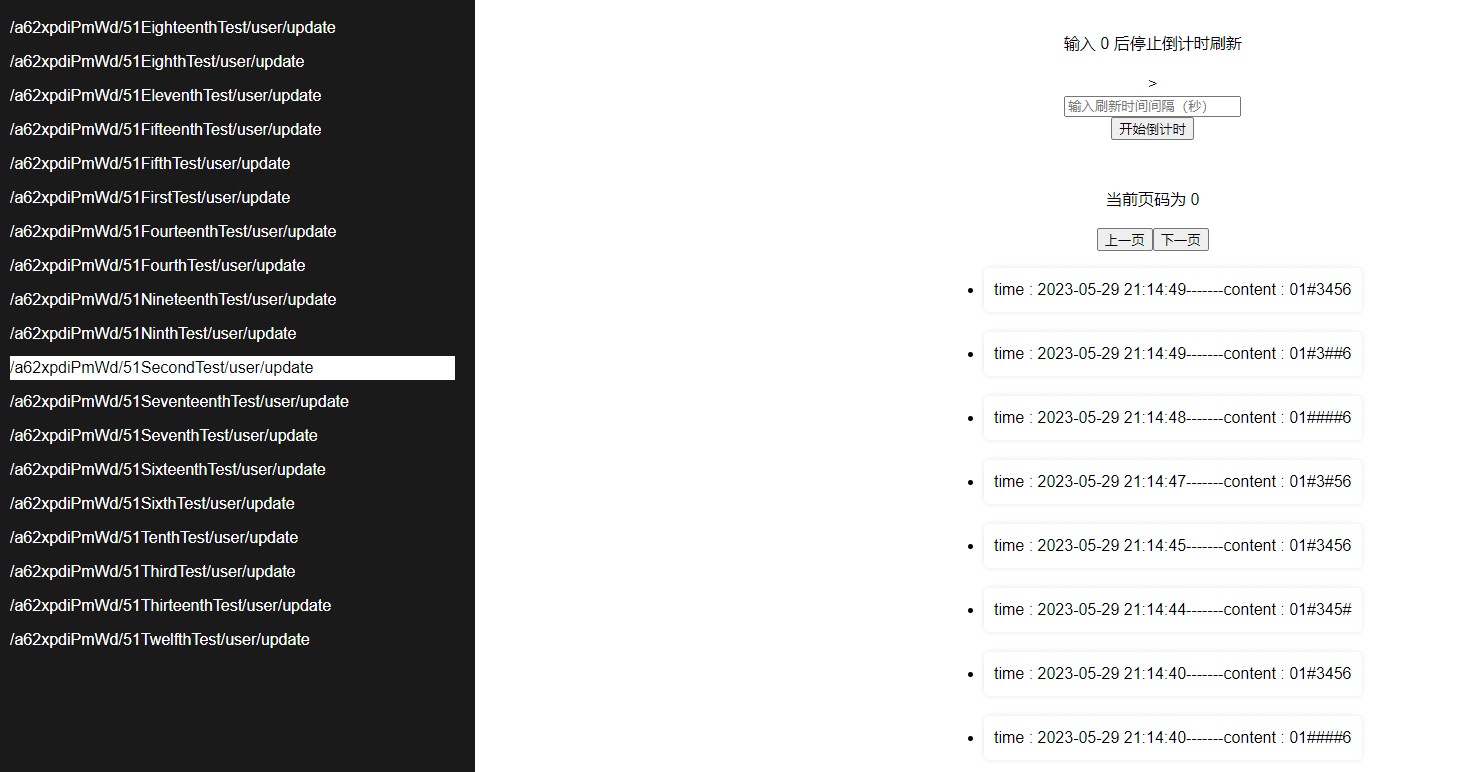 /a62xpdiPmWd/51EighteenthTest/user/update
/a62xpdiPmWd/51EighthTest/user/update
/a62xpdiPmWd/51EleventhTest/user/update
/a62xpdiPmWd/51FifteenthTest/user/update
/a62xpdiPmWd/51FifthTest/user/update
/a62xpdiPmWd/51FirstTest/user/update
/a62xpdiPmWd/51FourteenthTest/user/update
/a62xpdiPmWd/51FourthTest/user/update
/a62xpdiPmWd/51NineteenthTest/user/update
/a62xpdiPmWd/51NinthTest/user/update
/a62xpdiPmWd/51SecondTest/user/update
/a62xpdiPmWd/51SeventeenthTest/user/update
/a62xpdiPmWd/51SeventhTest/user/update
/a62xpdiPmWd/51SixteenthTest/user/update
/a62xpdiPmWd/51SixthTest/user/update
/a62xpdiPmWd/51TenthTest/user/update
/a62xpdiPmWd/51ThirdTest/user/update
/a62xpdiPmWd/51ThirteenthTest/user/update
/a62xpdiPmWd/51TwelfthTest/user/update
输入 0 后停止倒计时刷新
>
输入刷新时间间隔（秒）
开始倒计时
当前页码为 0
上一页 下一页
time : 2023-05-29 21:14:49-------content : 01#3456
time : 2023-05-29 21:14:49-------content : 01#3##6
time : 2023-05-29 21:14:48-------content : 01####6
time : 2023-05-29 21:14:47-------content : 01#3#56
time : 2023-05-29 21:14:45-------content : 01#3456
time : 2023-05-29 21:14:44-------content : 01#345#
time : 2023-05-29 21:14:40-------content : 01#3456
time : 2023-05-29 21:14:40-------content : 01####6